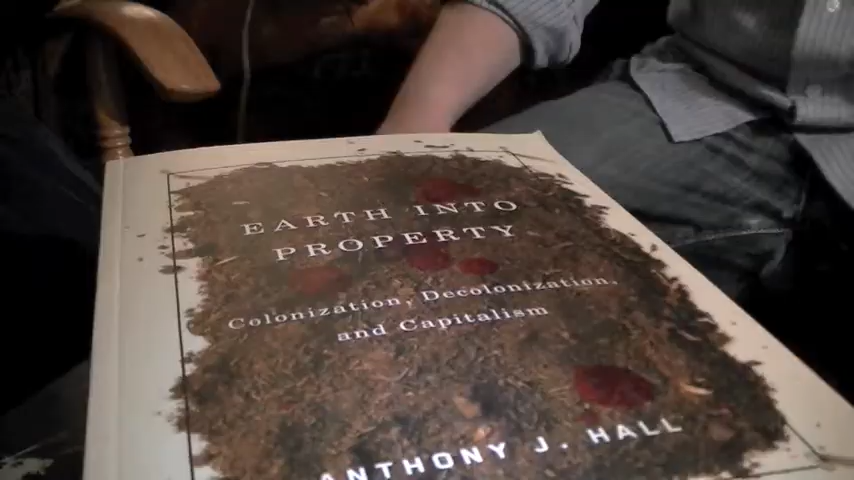 EARTH INTO
PROPERTY
Colonization, Decolonization,
and Capitalism
ANTHONY J. HALL